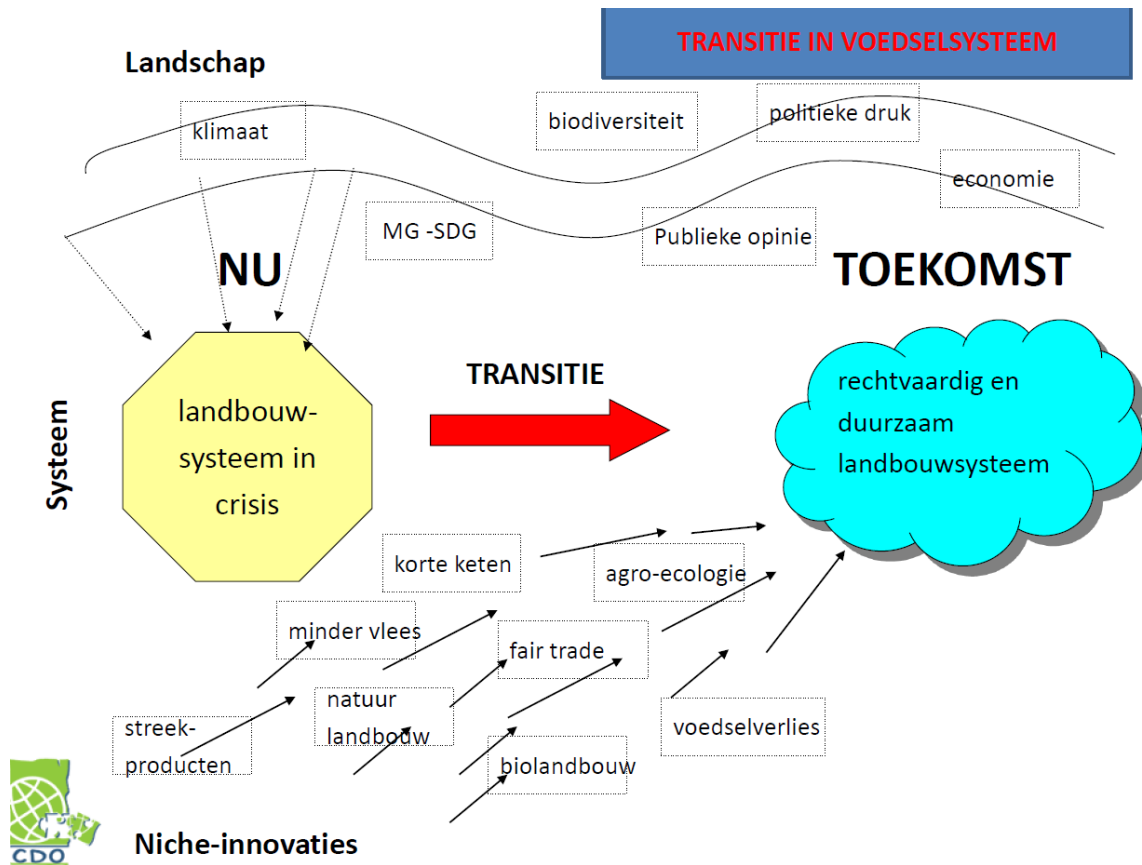 TRANSITIE IN VOEDSELSYSTEEM
Landschap
klimaat
biodiversiteit
politieke druk
economie
MG -SDG
Publieke opinie
NU
TOEKOMST
Systeem
landbouw-
systeem in
crisis
TRANSITIE
rechtvaardig en
duurzaam
landbouwsysteem
korte keten
agro-ecologie
minder vlees
fair trade
natuur
landbouw
streek-
producten
voedselverlies
biolandbouw
Niche-innovaties
CDO